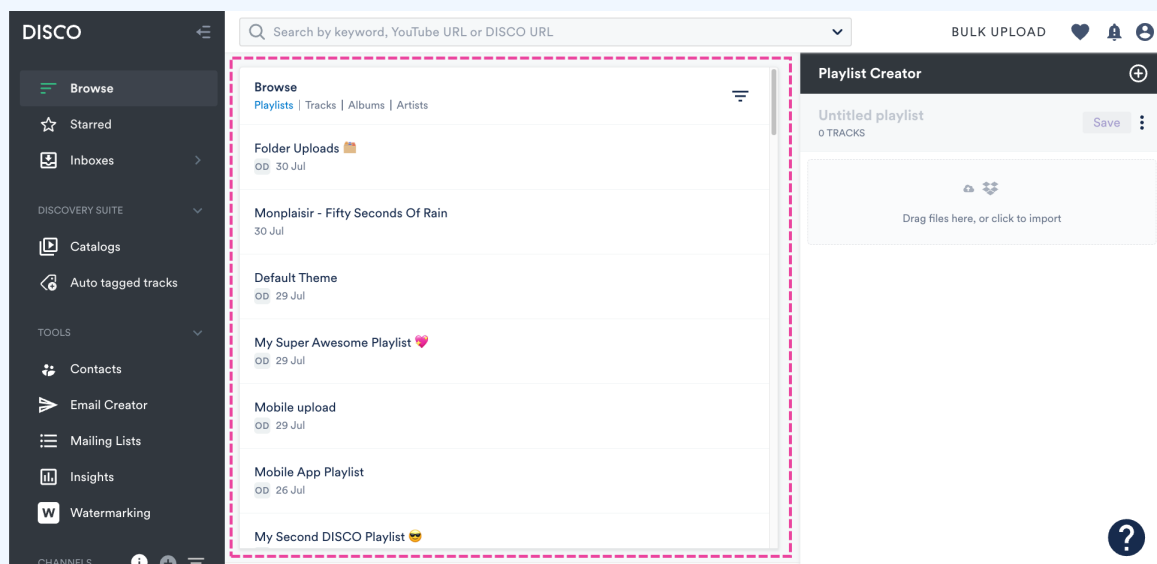 DISCO
Search by keyword, YouTube URL or DISCO URL
BULK UPLOAD
Browse
Starred
Inboxes
DISCOVERY SUITE
Catalogs
Auto tagged tracks
TOOLS
Contacts
Email Creator
Mailing Lists
Insights
W Watermarking
CHANNELS
Browse
Playlists | Tracks | Albums | Artists
Folder Uploads
OD 30 Jul
Monplaisir - Fifty Seconds Of Rain
30 Jul
Default Theme
OD 29 Jul
My Super Awesome Playlist 💖
OD 29 Jul
Mobile upload
OD 29 Jul
Mobile App Playlist
OD 26 Jul
My Second DISCO Playlist 😎
Playlist Creator
Untitled playlist
0 TRACKS
Save
Drag files here, or click to import
?